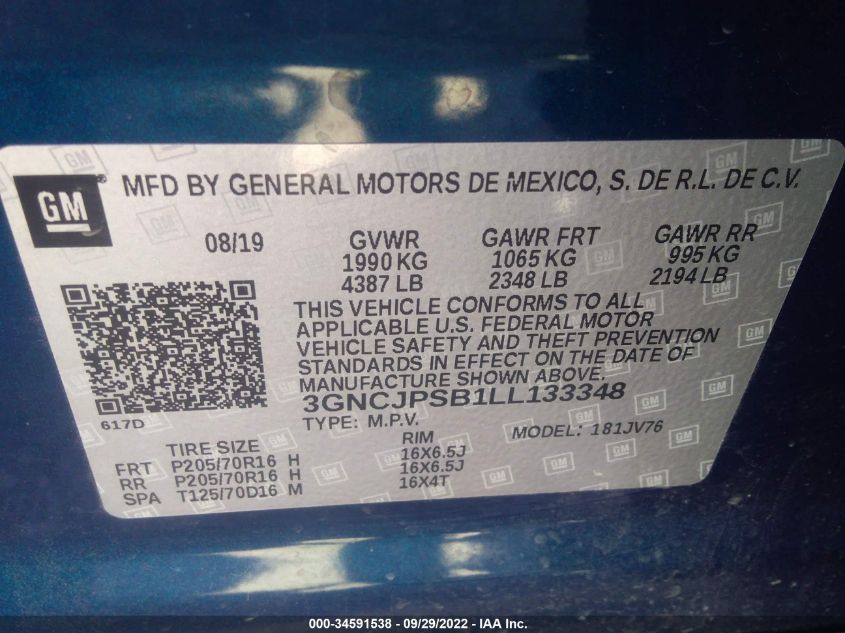 GM
MFD BY GENERAL MOTORS DE MEXICO, S. DE R.L. DE C.V.
08/19 GVWR GAWR FRT GAWR RR
1990 KG 1065 KG 995 KG
4387 LB 2348 LB 2194 LB
THIS VEHICLE CONFORMS TO ALL
APPLICABLE U.S. FEDERAL MOTOR
VEHICLE SAFETY AND THEFT PREVENTION
STANDARDS IN EFFECT ON THE DATE OF
MANUFACTURE SHOWN ABOVE.
3GNCJPSB1LL133348
617D
TYPE: M.P.V. MODEL: 181JV76
TIRE SIZE RIM
FRT P205/70R16 H 16X6.5J
RR P205/70R16 H 16X6.5J
SPA T125/70D16 M 16X4T
000-34591538 - 09/29/2022 - IAA Inc.